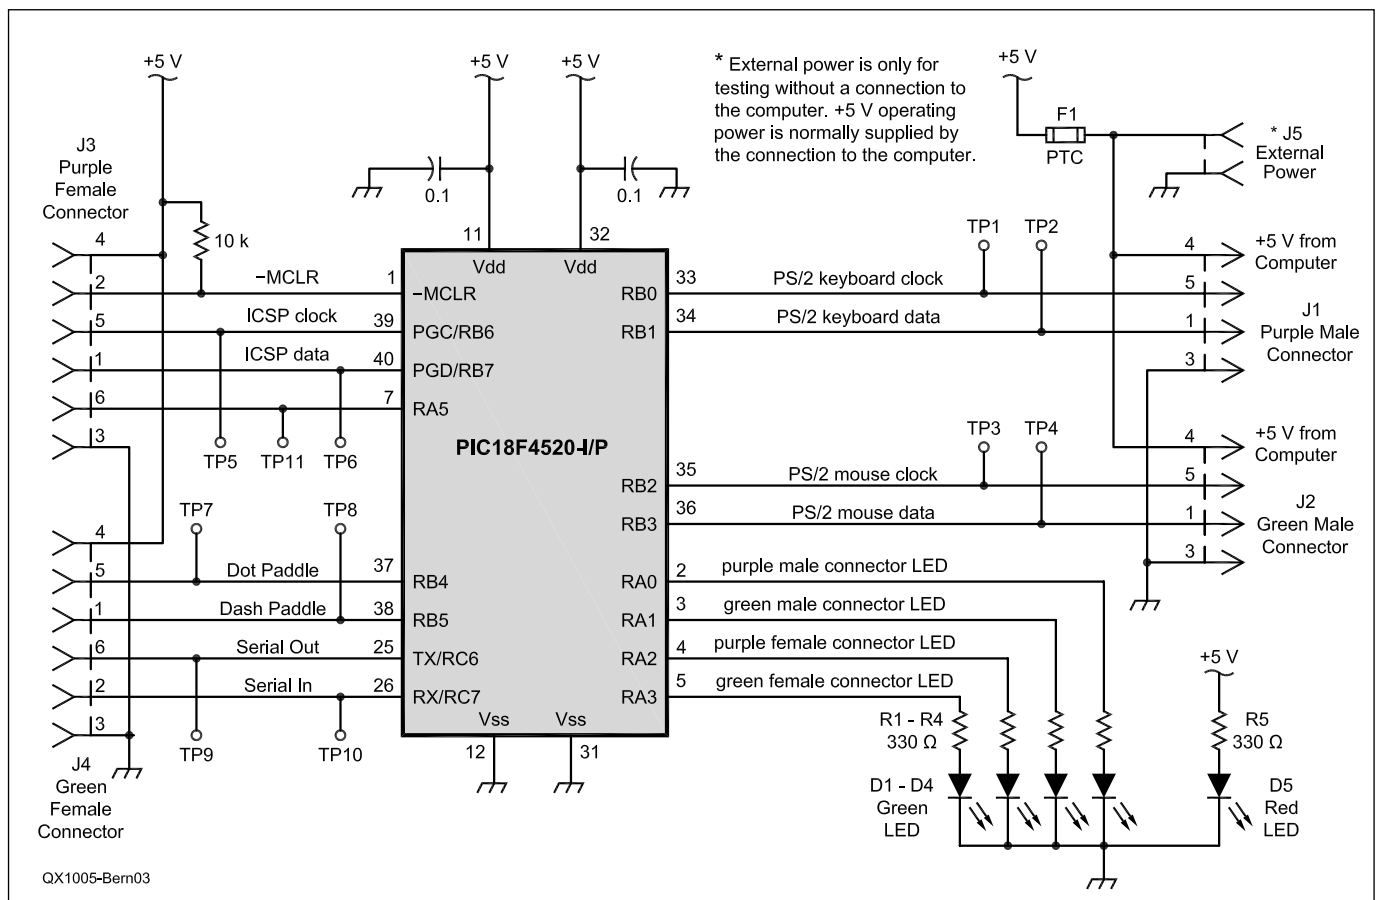 +5 V
+5 V
+5 V
* External power is only for
testing without a connection to
the computer. +5 V operating
power is normally supplied by
the connection to the computer.
+5 V
F1
PTC
* J5
External
Power
J3
Purple
Female
Connector
0.1
0.1
10 k
4
2
5
1
6
3
−MCLR
ICSP clock
ICSP data
1
39
40
7
TP5
TP11
TP6
11
32
Vdd
Vdd
−MCLR
PGC/RB6
PGD/RB7
RA5
PIC18F4520-I/P
RB0
RB1
RB2
RB3
RB4
RB5
TX/RC6
RX/RC7
RA0
RA1
RA2
RA3
Vss
Vss
12
31
33
34
PS/2 keyboard clock
PS/2 keyboard data
TP1
TP2
4
5
1
3
+5 V from
Computer
J1
Purple Male
Connector
35
36
PS/2 mouse clock
PS/2 mouse data
TP3
TP4
4
5
1
3
+5 V from
Computer
J2
Green Male
Connector
TP7
TP8
4
5
1
6
2
3
Dot Paddle
Dash Paddle
Serial Out
Serial In
37
38
25
26
TP9
TP10
J4
Green
Female
Connector
2
3
4
5
purple male connector LED
green male connector LED
purple female connector LED
green female connector LED
R1 - R4
330 Ω
D1 - D4
Green
LED
+5 V
R5
330 Ω
D5
Red
LED
QX1005-Bern03